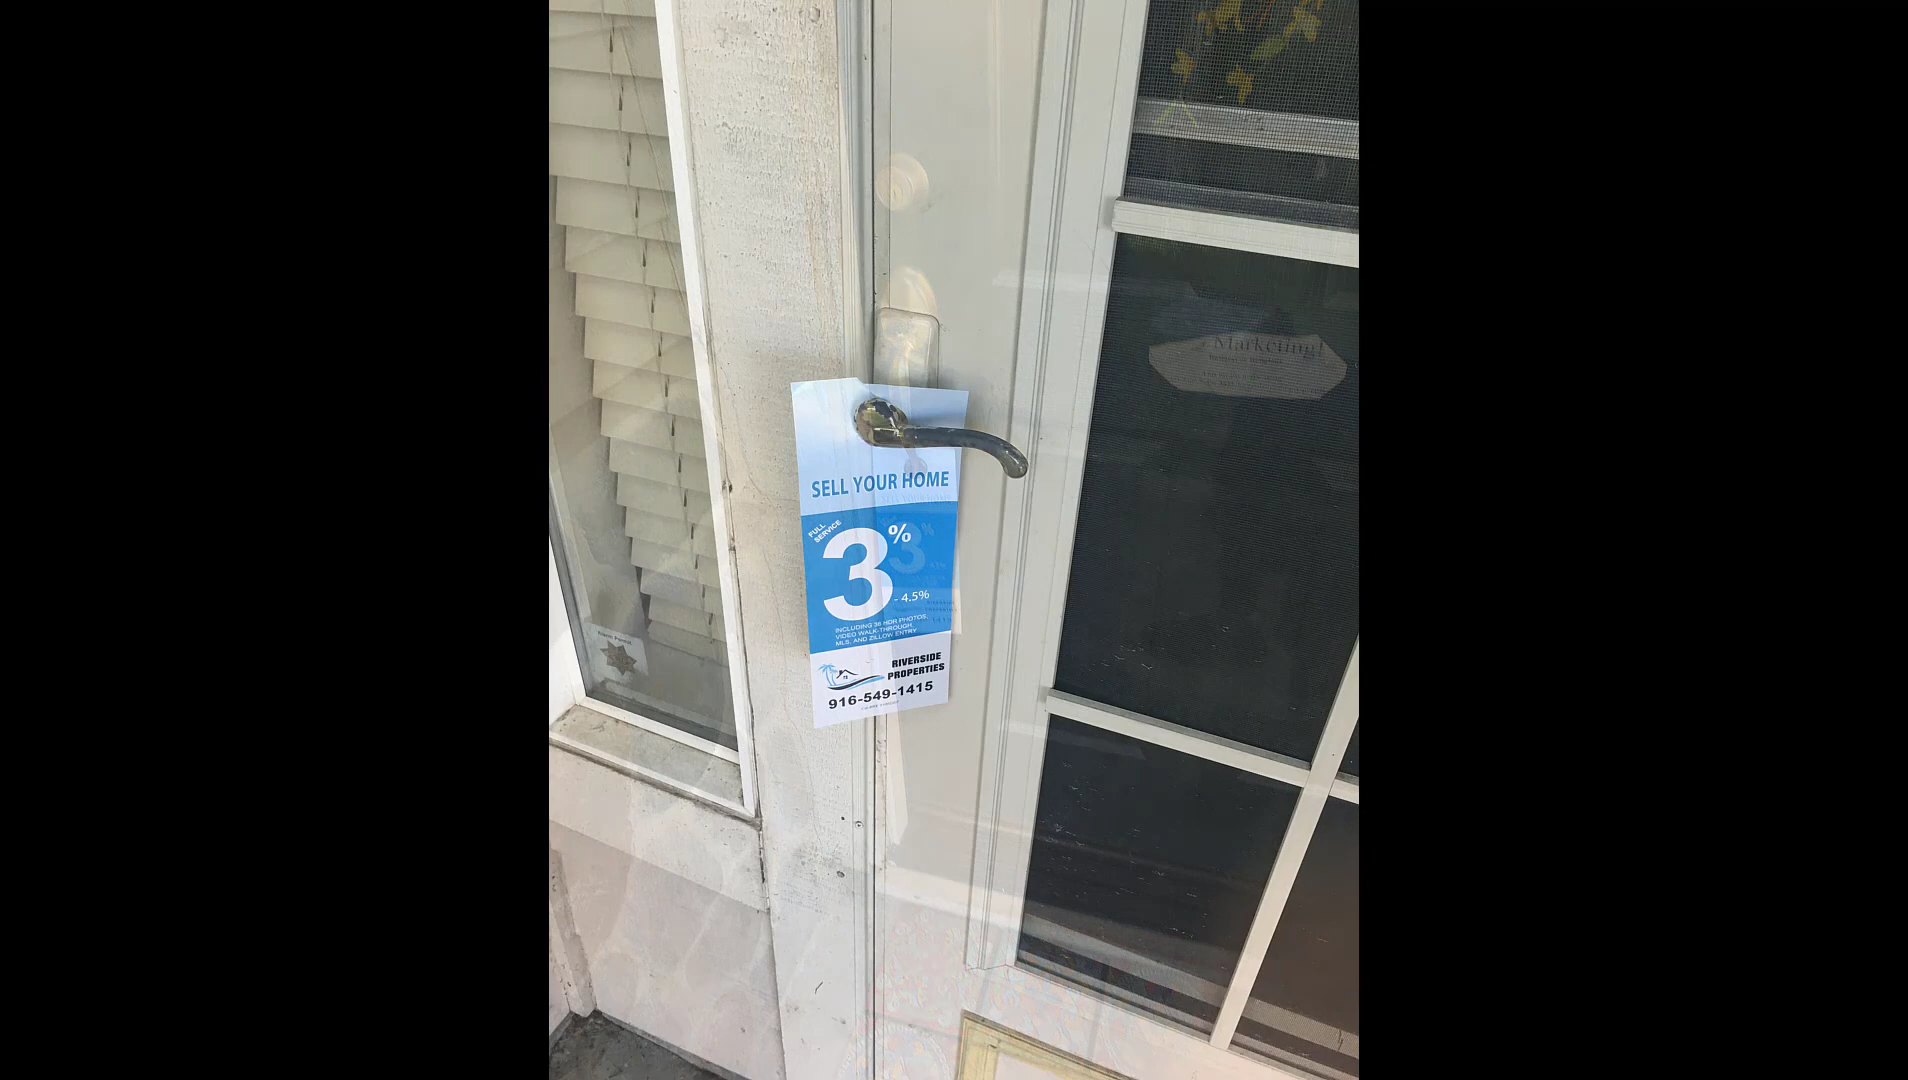 Marketing!
SELL YOUR HOME
FULL
SERVICE
3%
- 4.5%
INCLUDING 36 HDR PHOTOS,
VIDEO WALK-THROUGH,
MLS, AND ZILLOW ENTRY
RIVERSIDE
PROPERTIES
916-549-1415